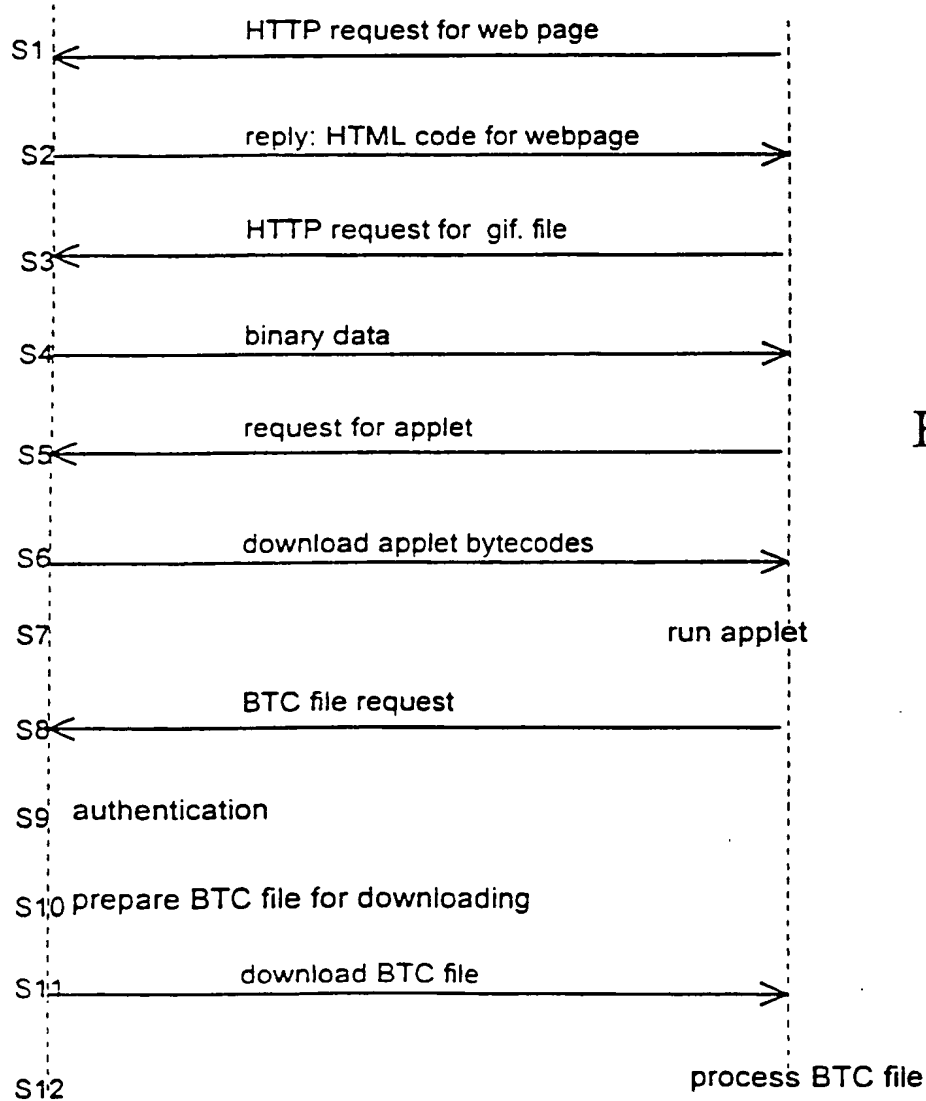 HTTP request for web page
S1
reply: HTML code for webpage
S2
HTTP request for gif. file
S3
binary data
S4
request for applet
S5
download applet bytecodes
S6
S7 run applet
BTC file request
S8
S9 authentication
S10 prepare BTC file for downloading
download BTC file
S11
S12 process BTC file